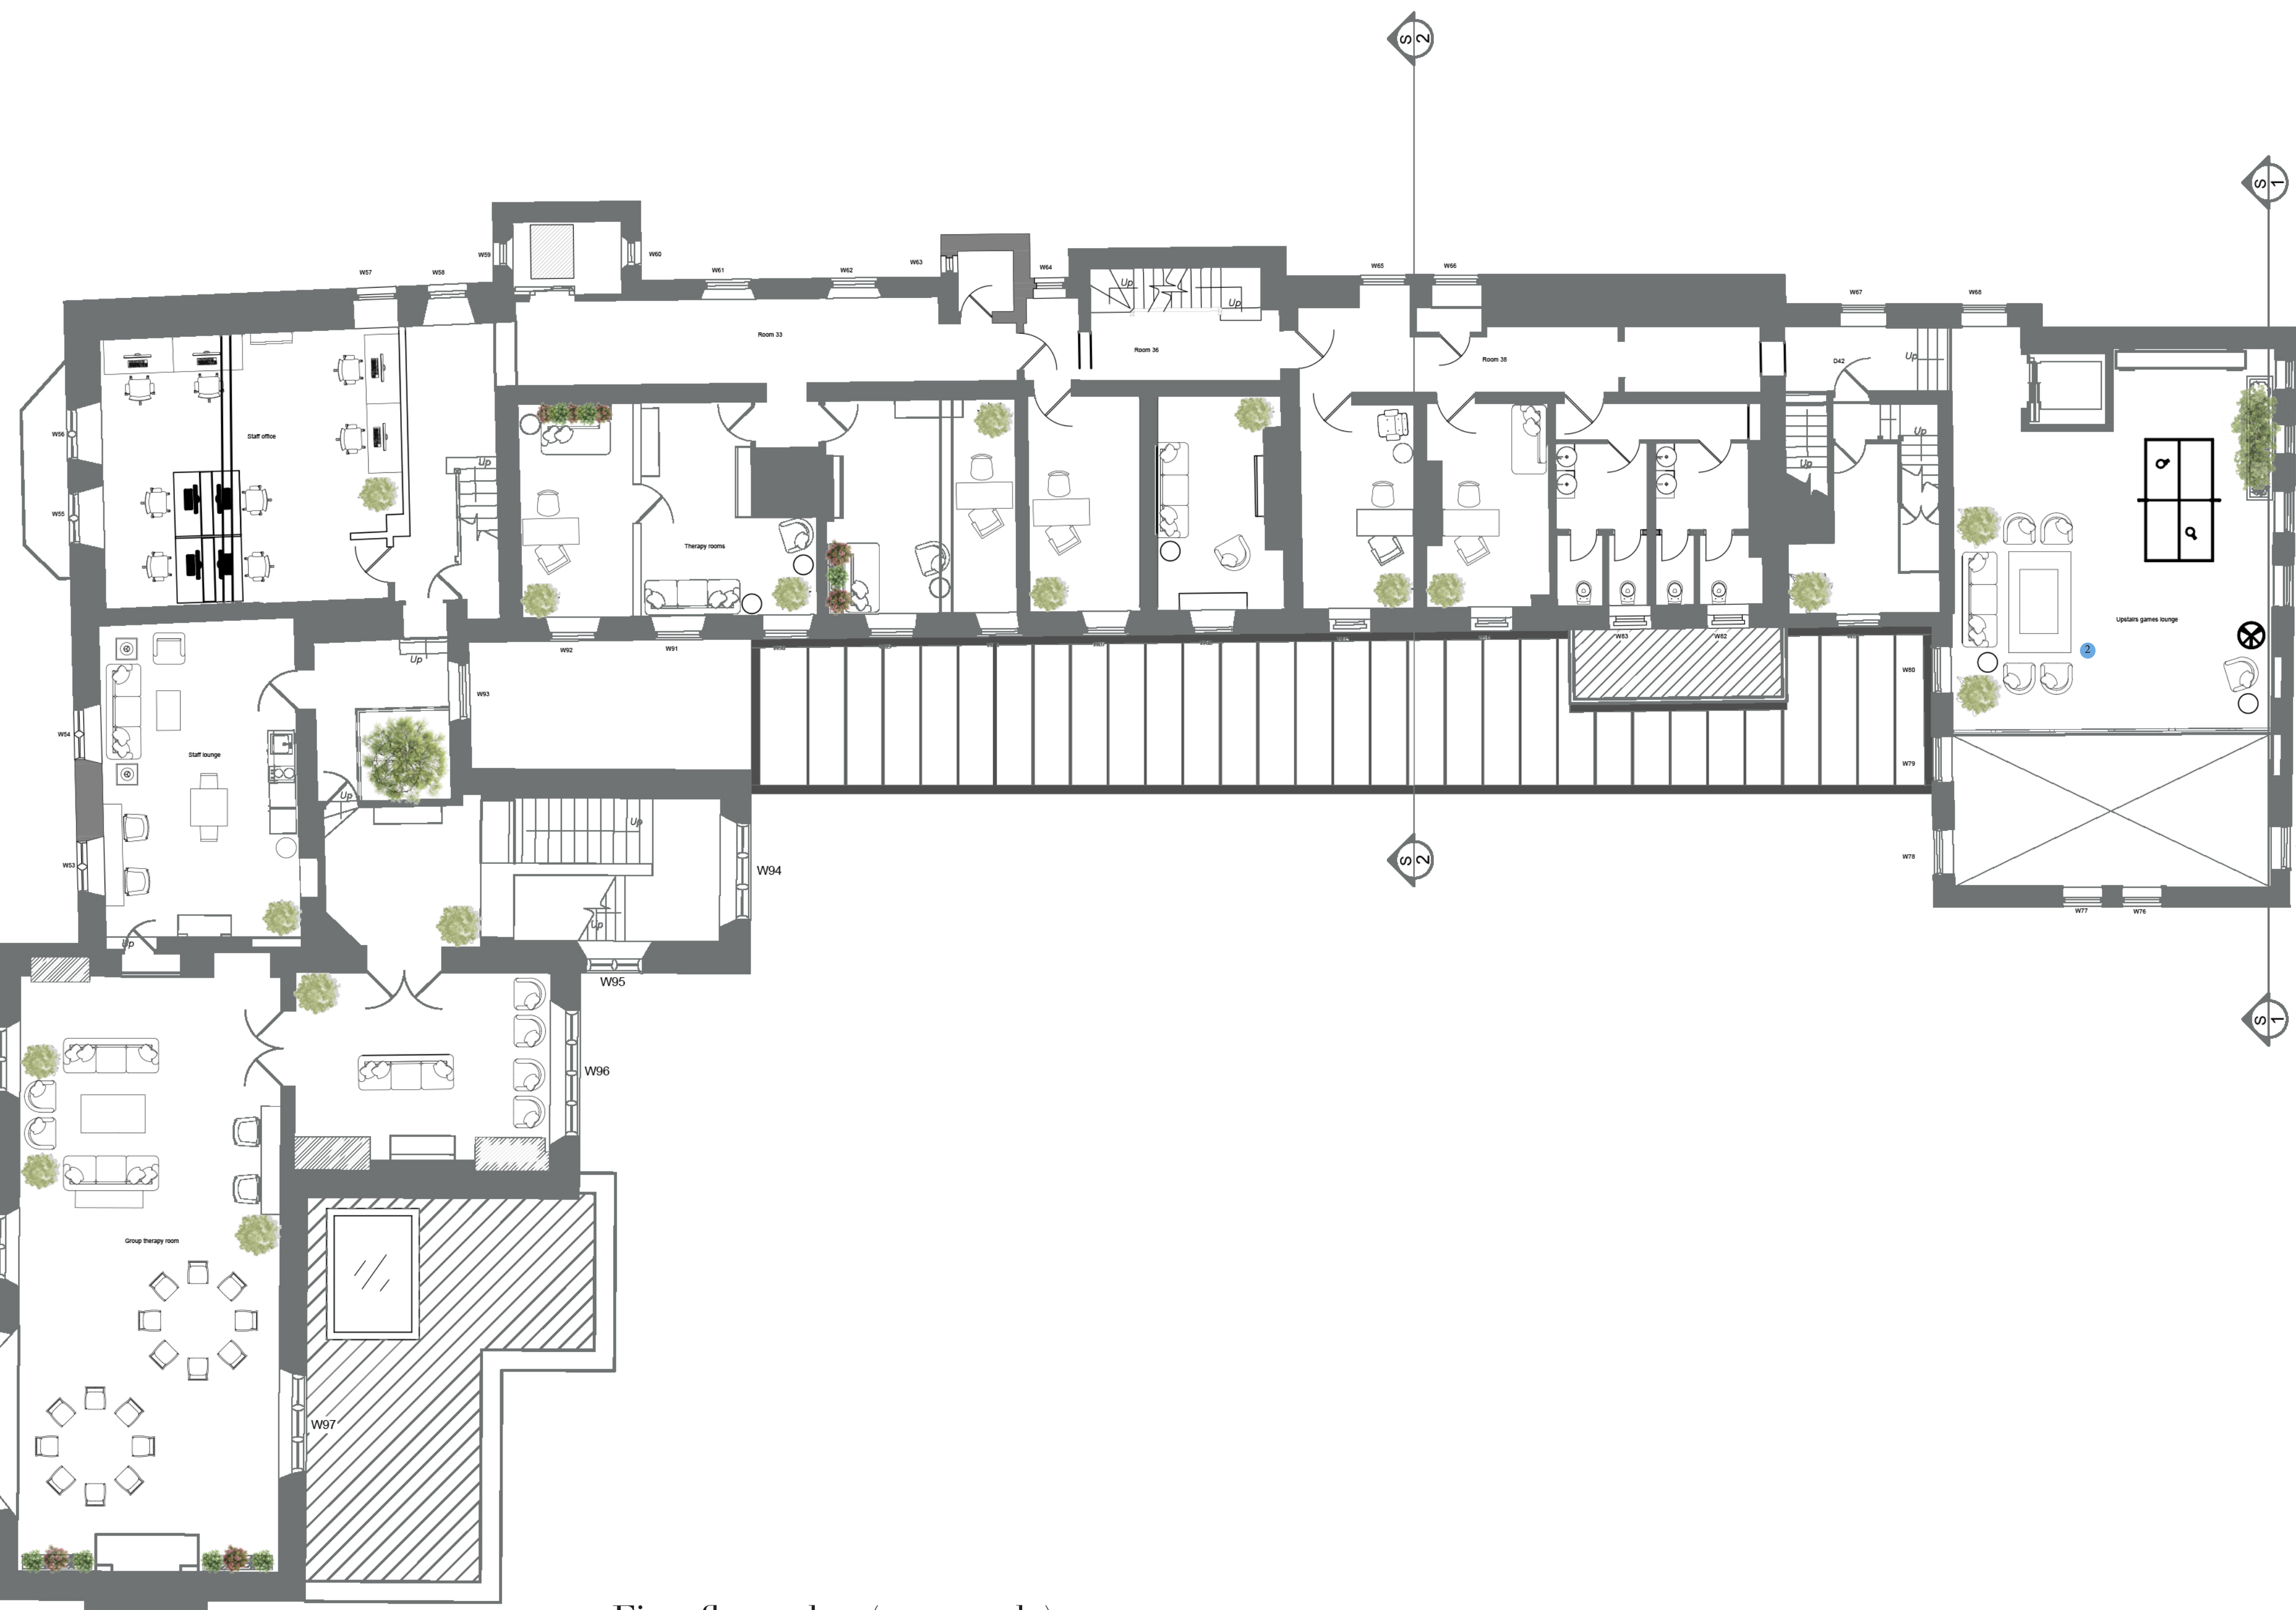 S
2
S
1
W59
W60
W63
W64
W65
W66
W57
W58
W61
W62
W67
W68
Up
Up
Room 33
Room 36
Room 38
D42
Up
W56
Staff office
Up
Up
Up
W55
Therapy rooms
Upstairs games lounge
2
W92
W91
W83
W82
Up
W93
W80
W54
Staff lounge
W79
Up
Up
W53
W94
W78
W77
W76
Up
Up
W95
S
2
S
1
W96
Group therapy room
W97